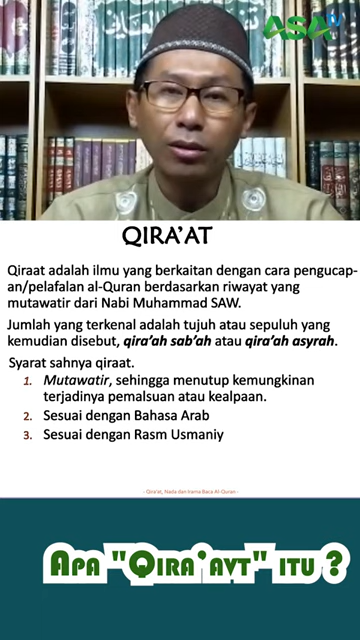 ASA tv
QIRA'AT
Qiraat adalah ilmu yang berkaitan dengan cara pengucap-
an/pelafalan al-Quran berdasarkan riwayat yang
mutawatir dari Nabi Muhammad SAW.
Jumlah yang terkenal adalah tujuh atau sepuluh yang
kemudian disebut, qira'ah sab'ah atau qira'ah asyrah.
Syarat sahnya qiraat.
1. Mutawatir, sehingga menutup kemungkinan
terjadinya pemalsuan atau kealpaan.
2. Sesuai dengan Bahasa Arab
3. Sesuai dengan Rasm Usmaniy
- Qira'at, Nada dan Irama Baca Al-Quran -
APA "QIRA'AVT" ITU ?